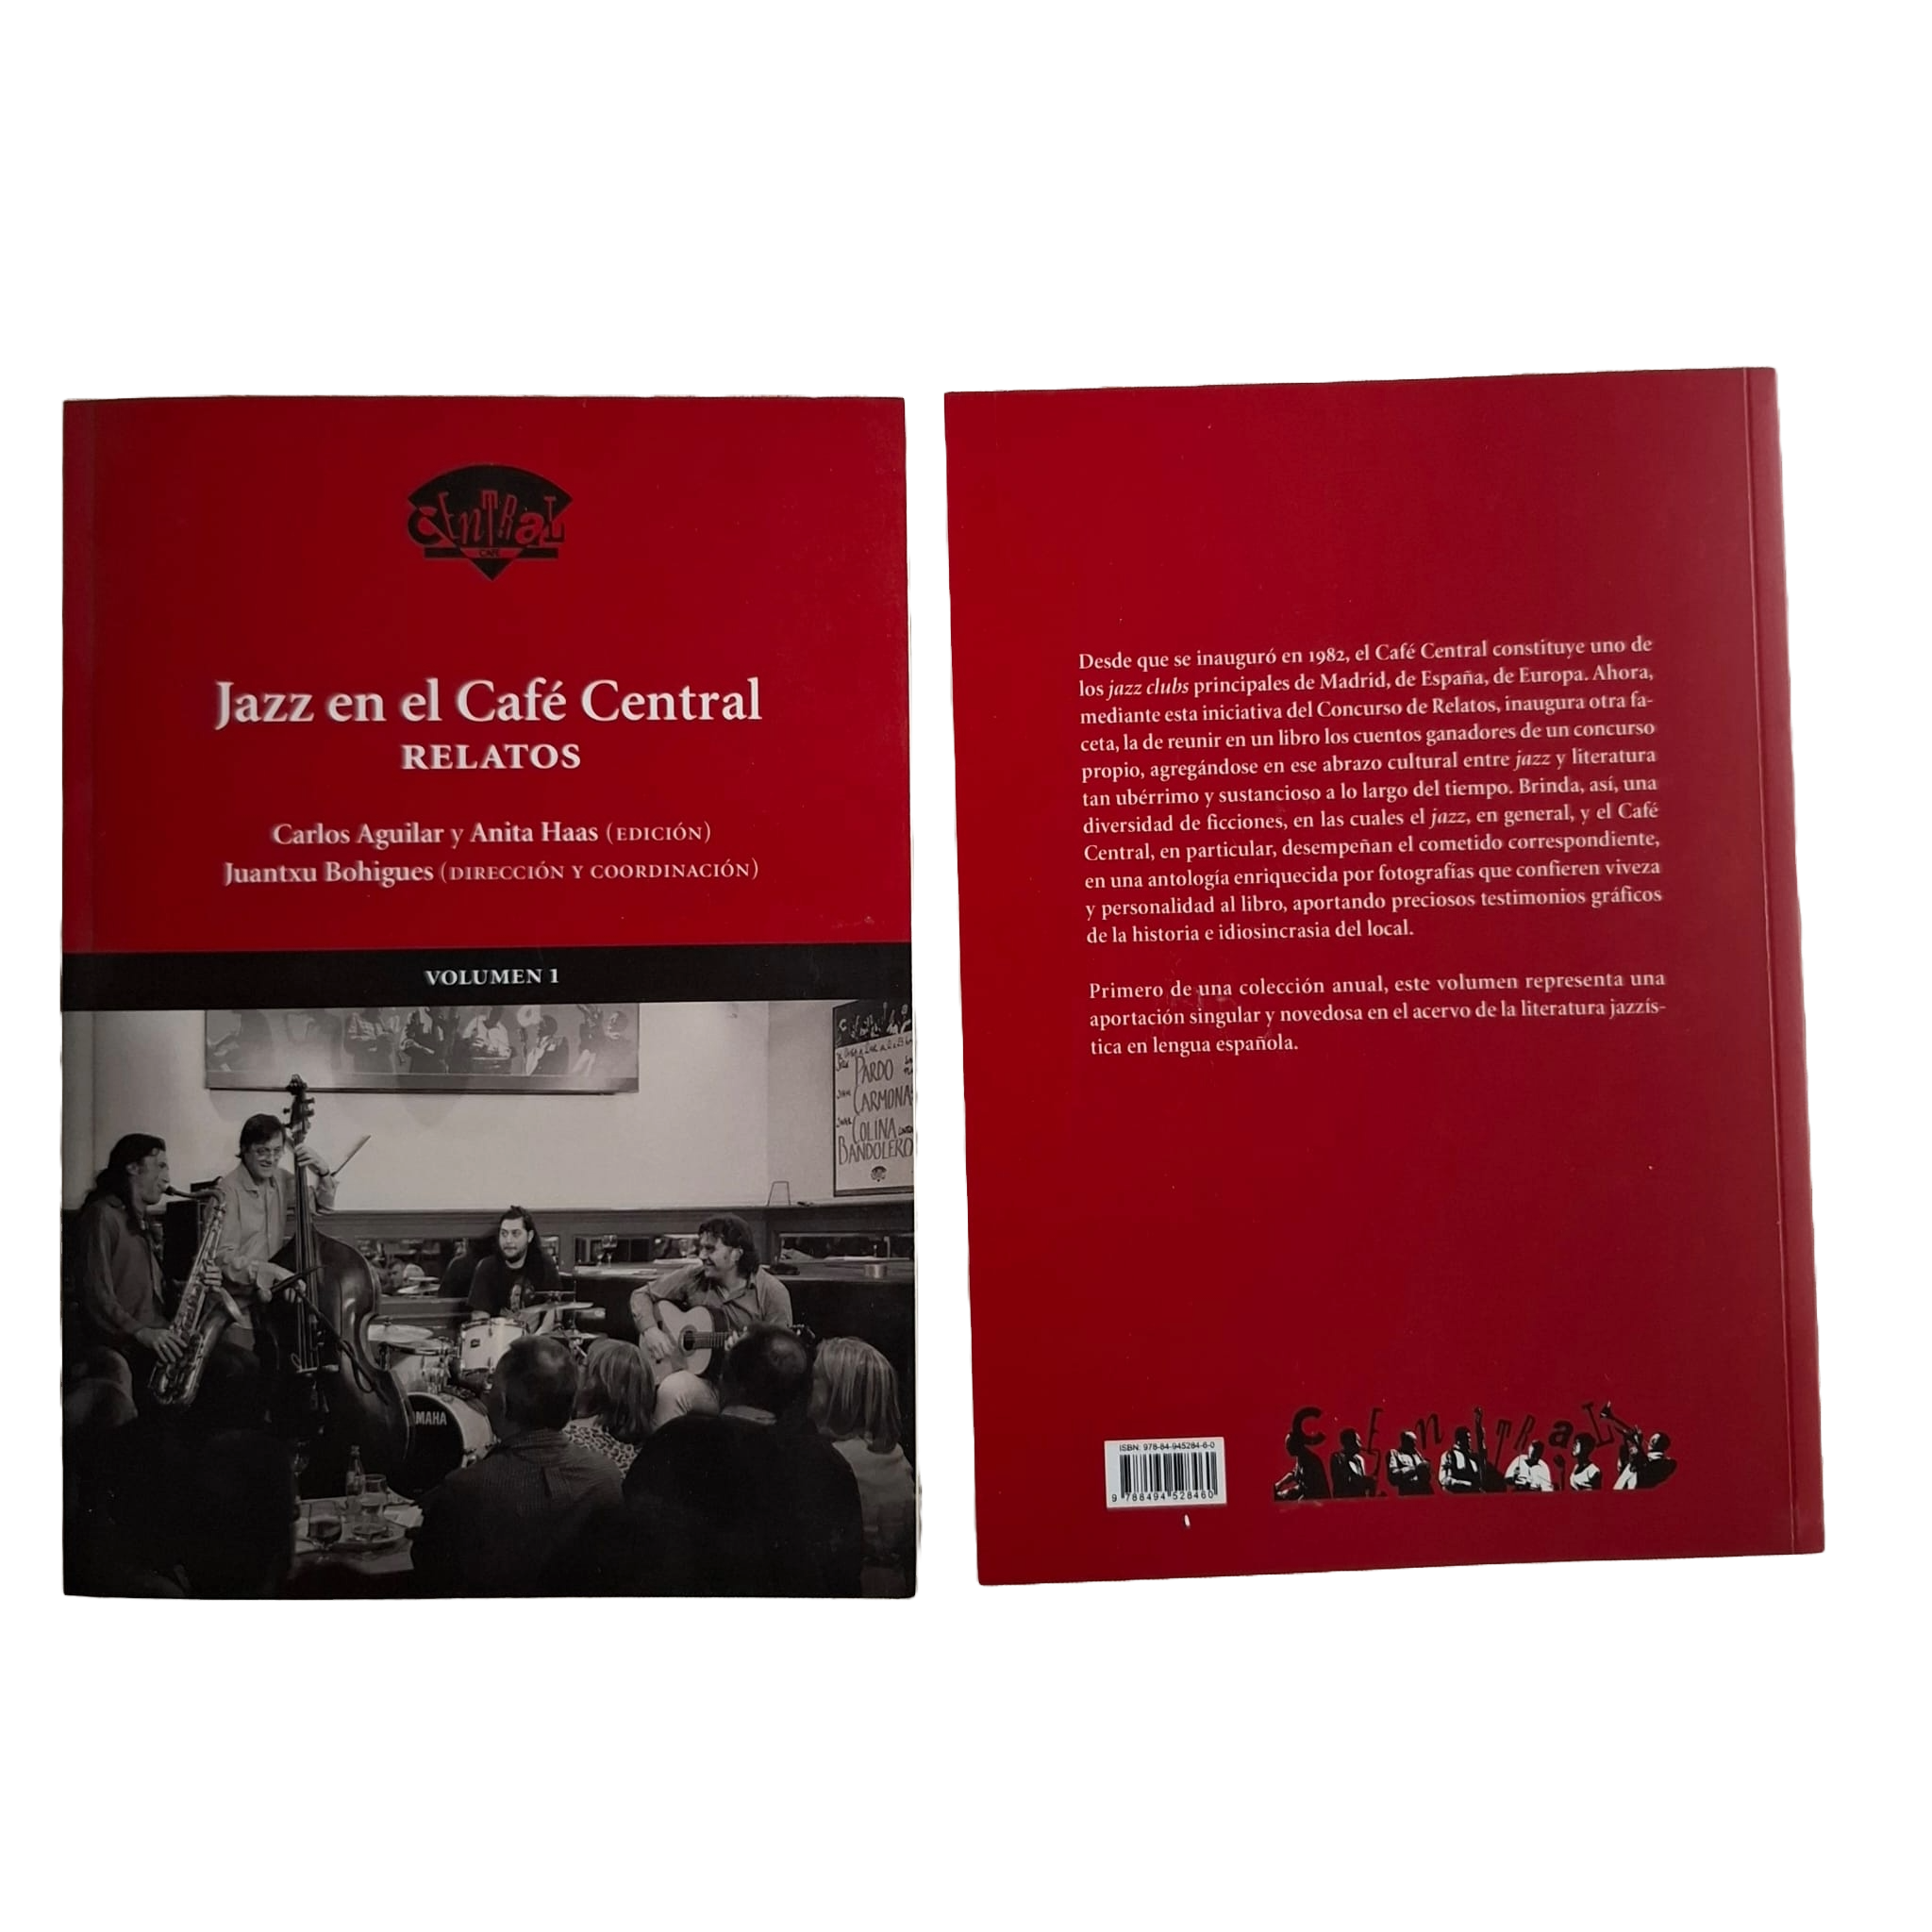 CENTRAL
CAFÉ
Jazz en el Café Central
RELATOS
Carlos Aguilar y Anita Haas (EDICIÓN)
Juantxu Bohigues (DIRECCIÓN Y COORDINACIÓN)
VOLUMEN 1
PARDO
CARMONA
COLINA
BANDOLERO
MAHA
Desde que se inauguró en 1982, el Café Central constituye uno de
los jazz clubs principales de Madrid, de España, de Europa. Ahora,
mediante esta iniciativa del Concurso de Relatos, inaugura otra fa-
ceta, la de reunir en un libro los cuentos ganadores de un concurso
propio, agregándose en ese abrazo cultural entre jazz y literatura
tan ubérrimo y sustancioso a lo largo del tiempo. Brinda, así, una
diversidad de ficciones, en las cuales el jazz, en general, y el Café
Central, en particular, desempeñan el cometido correspondiente,
en una antología enriquecida por fotografías que confieren viveza
y personalidad al libro, aportando preciosos testimonios gráficos
de la historia e idiosincrasia del local.
Primero de una colección anual, este volumen representa una
aportación singular y novedosa en el acervo de la literatura jazzís-
tica en lengua española.
ISBN: 978-84-945284-6-0
9 788494 528460
CENTRAL